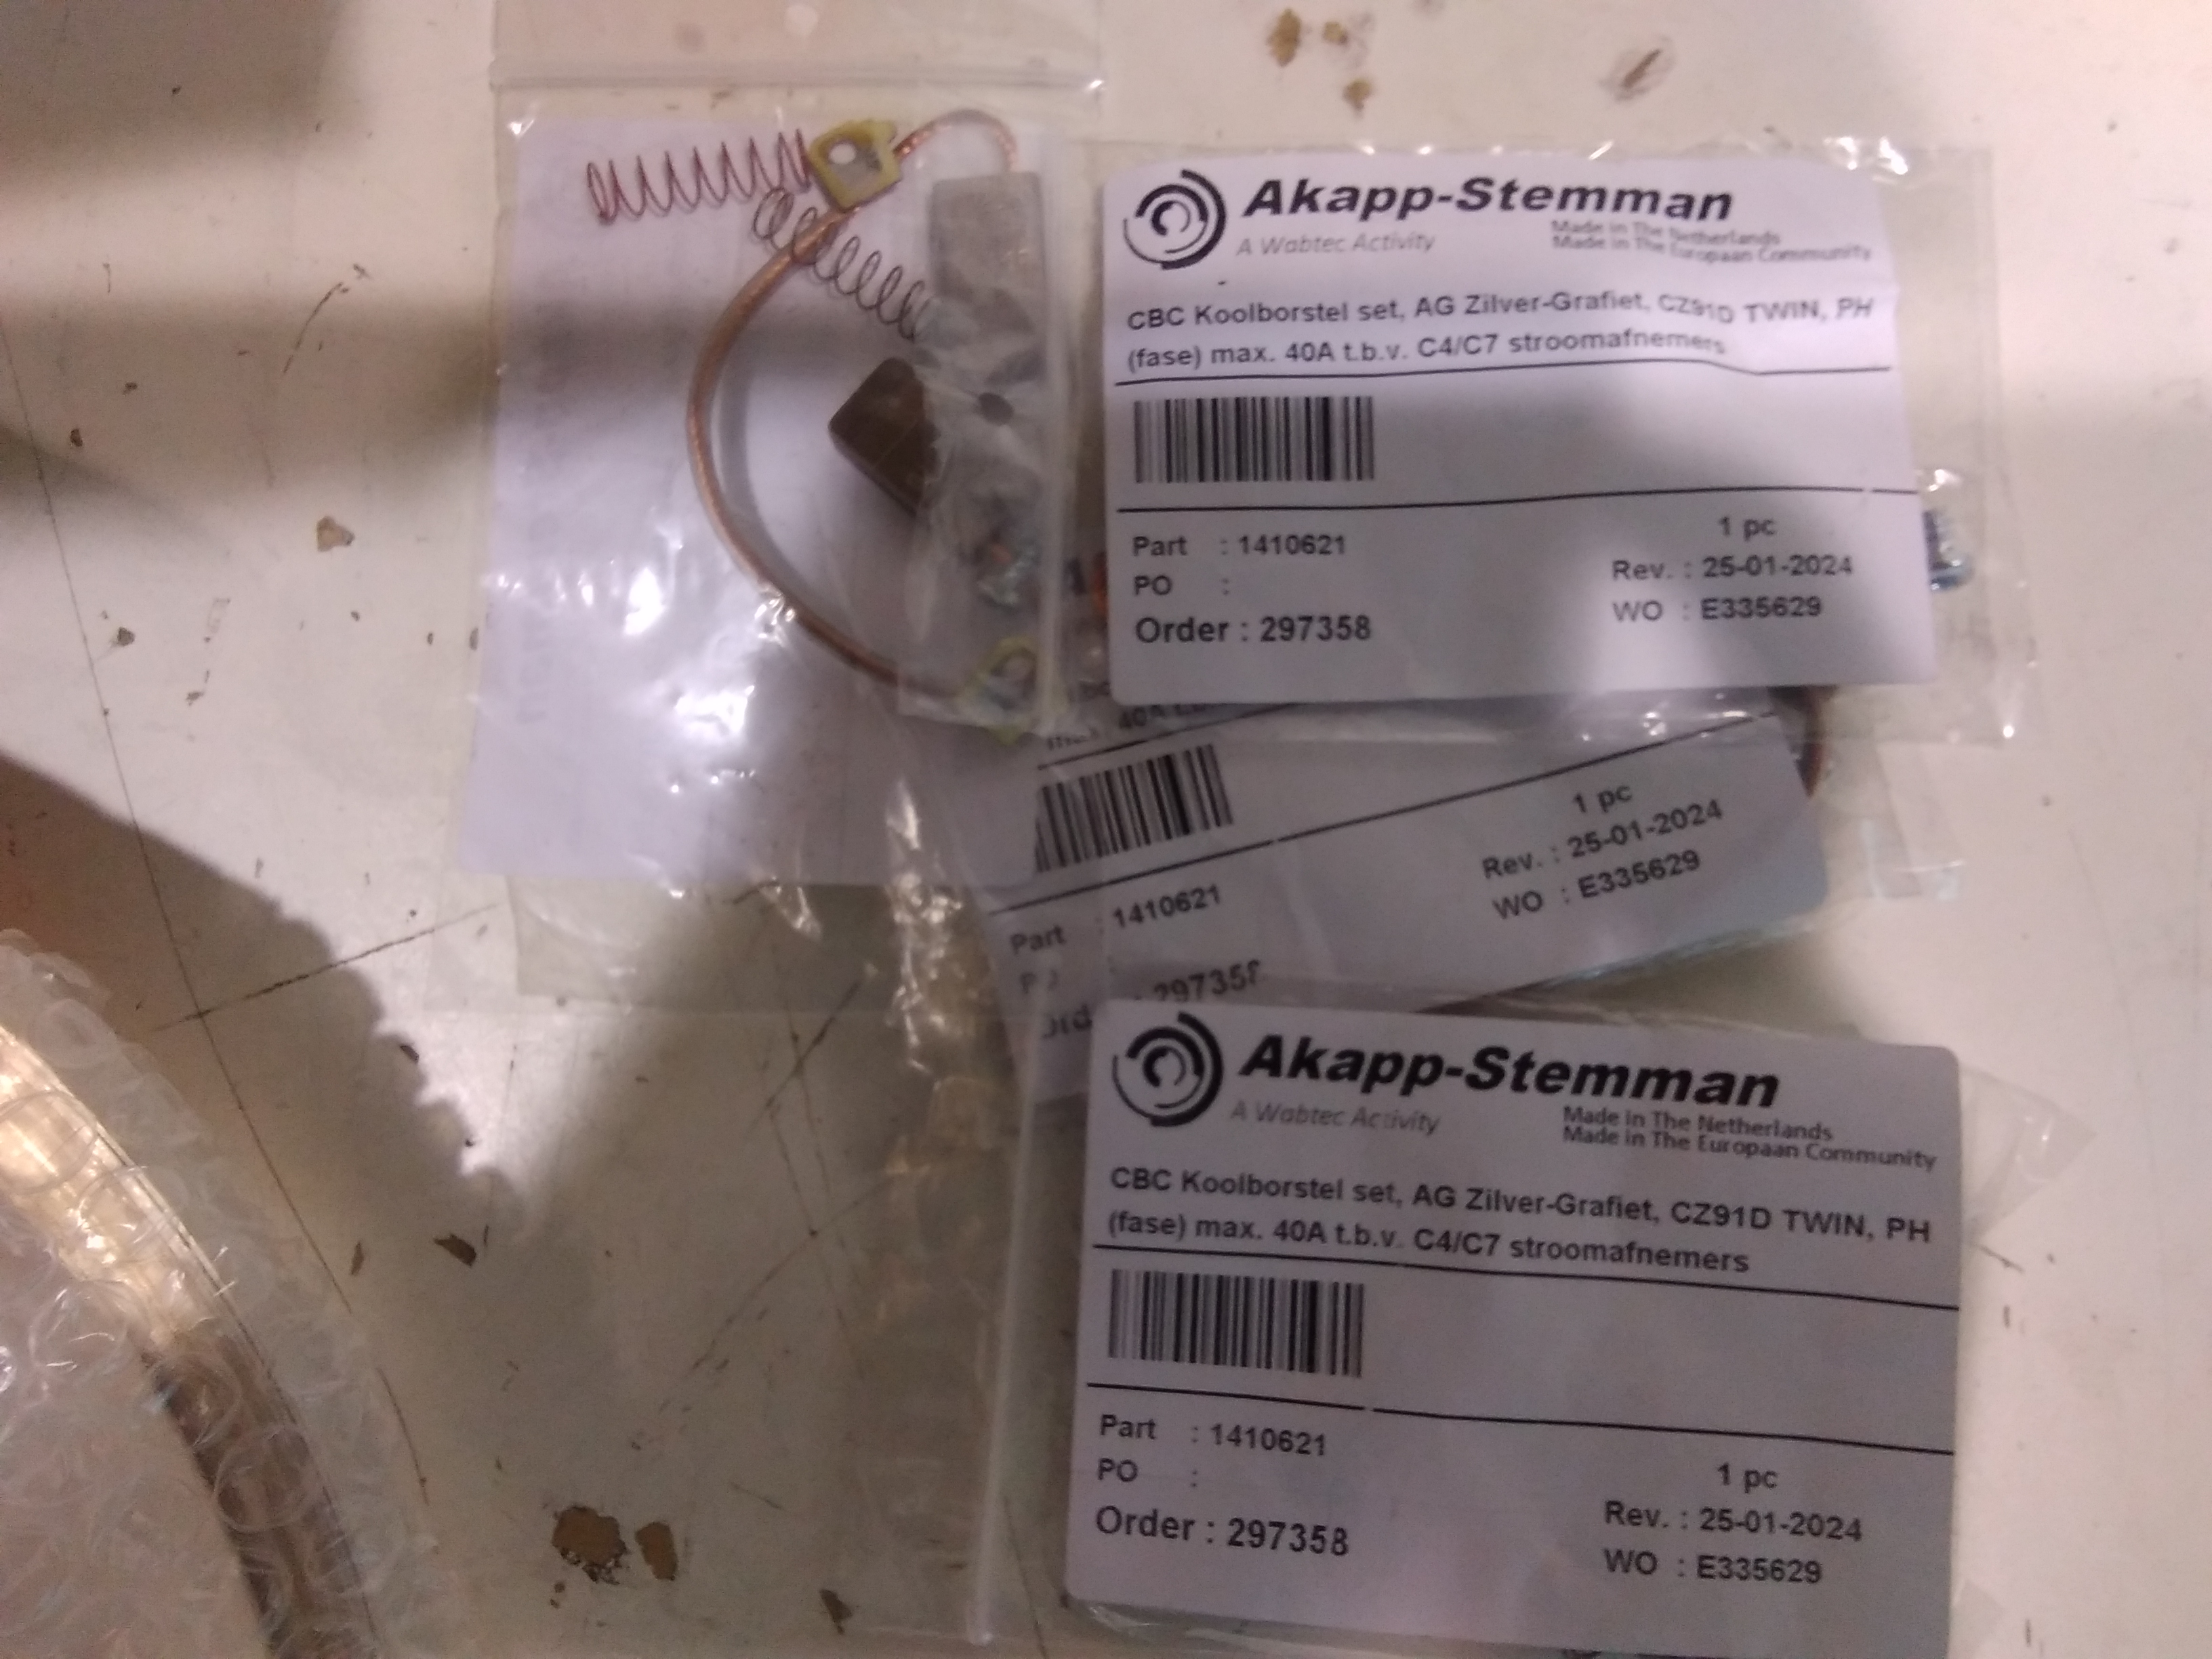 Akapp-Stemman
A Wabtec Activity
Made in The Netherlands
Made in The Europaan Community
CBC Koolborstel set, AG Zilver-Grafiet, CZ91D TWIN, PH
(fase) max. 40A t.b.v. C4/C7 stroomafnemers
1 pc
Part : 1410621
Rev. : 25-01-2024
PO :
WO : E335629
Order : 297358
40A
1 pc
Rev. : 25-01-2024
Part : 1410621
WO : E335629
297358
Akapp-Stemman
A Wabtec Activity
Made in The Netherlands
Made in The Europaan Community
CBC Koolborstel set, AG Zilver-Grafiet, CZ91D TWIN, PH
(fase) max. 40A t.b.v. C4/C7 stroomafnemers
Part : 1410621
1 pc
PO :
Rev. : 25-01-2024
Order : 297358
WO : E335629